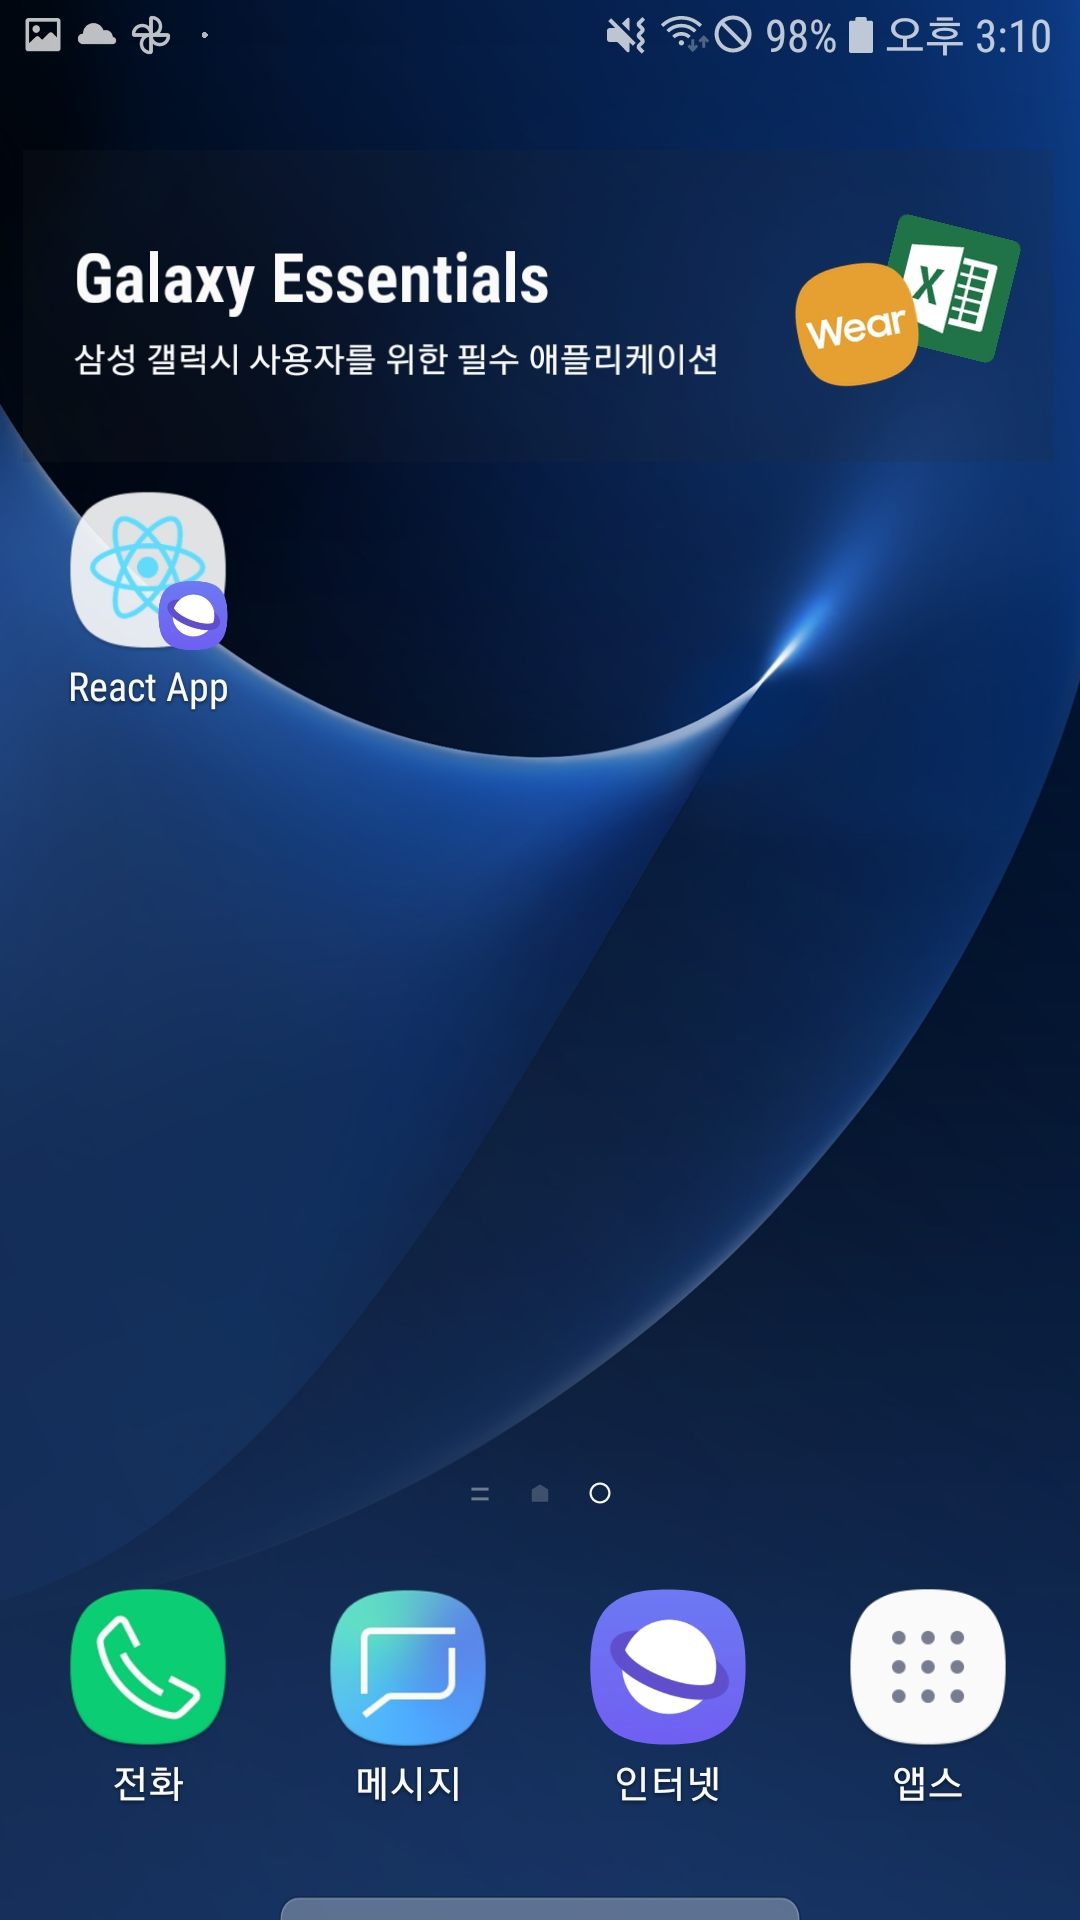 98% 오후 3:10
Galaxy Essentials
삼성 갤럭시 사용자를 위한 필수 애플리케이션
Wear
X
React App
전화 메시지 인터넷 앱스